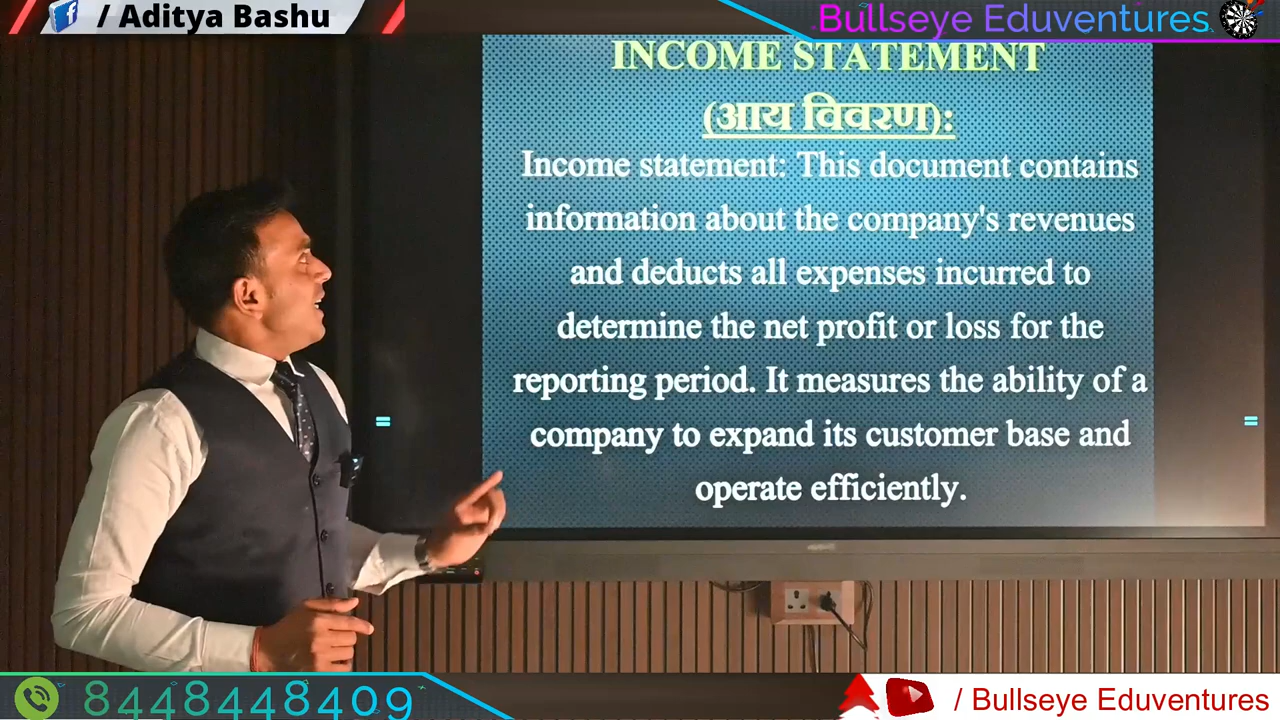 / Aditya Bashu
Bullseye Eduventures
INCOME STATEMENT
(आय विवरण):
Income statement: This document contains
information about the company's revenues
and deducts all expenses incurred to
determine the net profit or loss for the
reporting period. It measures the ability of a
company to expand its customer base and
operate efficiently.
8448448409
/ Bullseye Eduventures